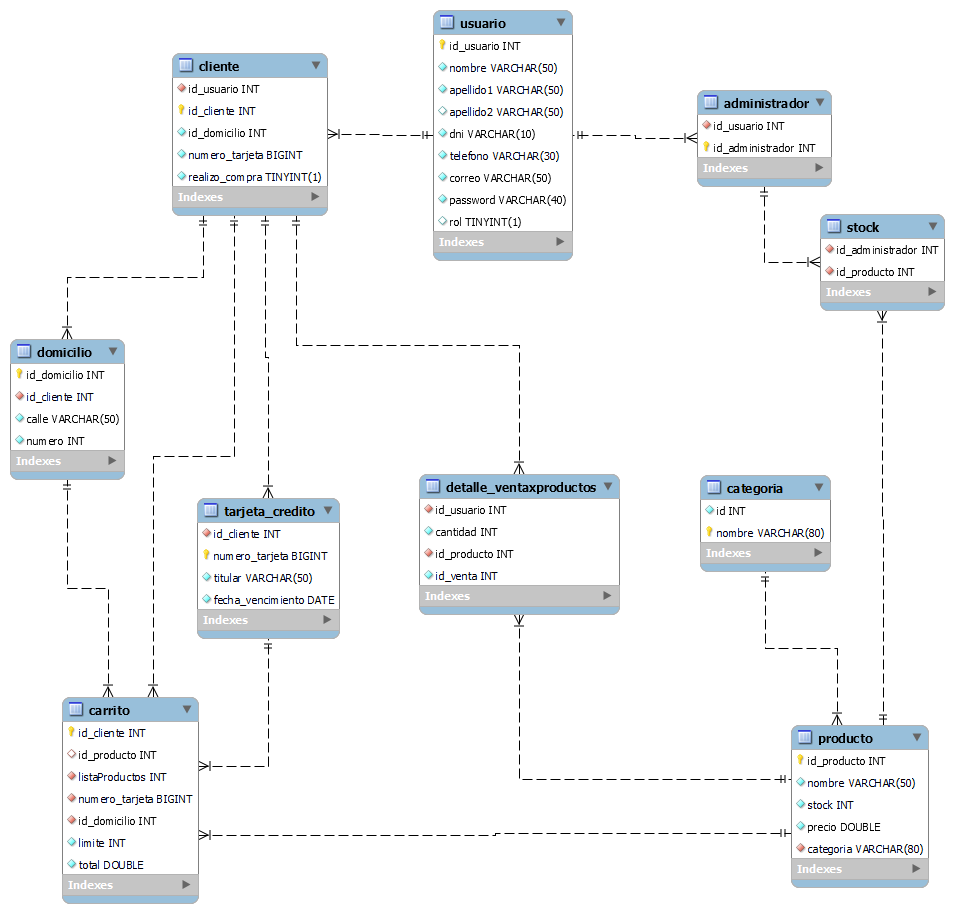 usuario
id_usuario INT
nombre VARCHAR(50)
apellido1 VARCHAR(50)
apellido2 VARCHAR(50)
dni VARCHAR(10)
telefono VARCHAR(30)
correo VARCHAR(50)
password VARCHAR(40)
rol TINYINT(1)
Indexes
cliente
id_usuario INT
id_cliente INT
id_domicilio INT
numero_tarjeta BIGINT
realizo_compra TINYINT(1)
Indexes
administrador
id_usuario INT
id_administrador INT
Indexes
stock
id_administrador INT
id_producto INT
Indexes
domicilio
id_domicilio INT
id_cliente INT
calle VARCHAR(50)
numero INT
Indexes
tarjeta_credito
id_cliente INT
numero_tarjeta BIGINT
titular VARCHAR(50)
fecha_vencimiento DATE
Indexes
detalle_ventaxproductos
id_usuario INT
cantidad INT
id_producto INT
id_venta INT
Indexes
categoria
id INT
nombre VARCHAR(80)
Indexes
carrito
id_cliente INT
id_producto INT
listaProductos INT
numero_tarjeta BIGINT
id_domicilio INT
limite INT
total DOUBLE
Indexes
producto
id_producto INT
nombre VARCHAR(50)
stock INT
precio DOUBLE
categoria VARCHAR(80)
Indexes